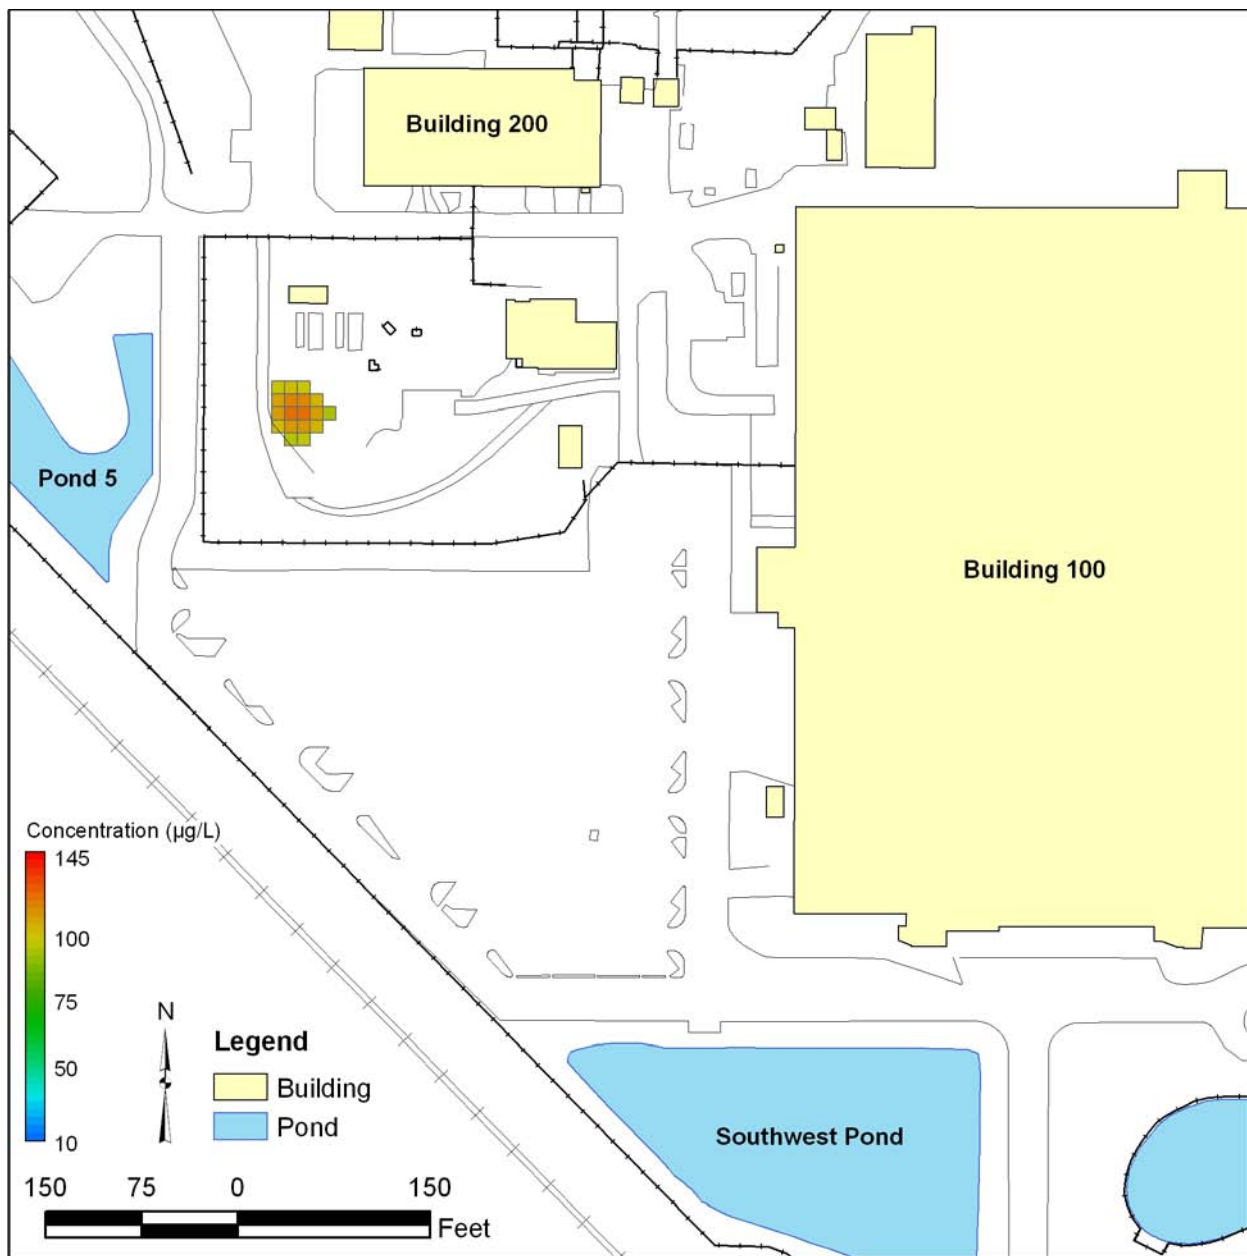 Building 200
Pond 5
Building 100
Concentration (µg/L)
145
100
75
50
10
N
Legend
Building
Pond
Southwest Pond
150 75 0 150
Feet